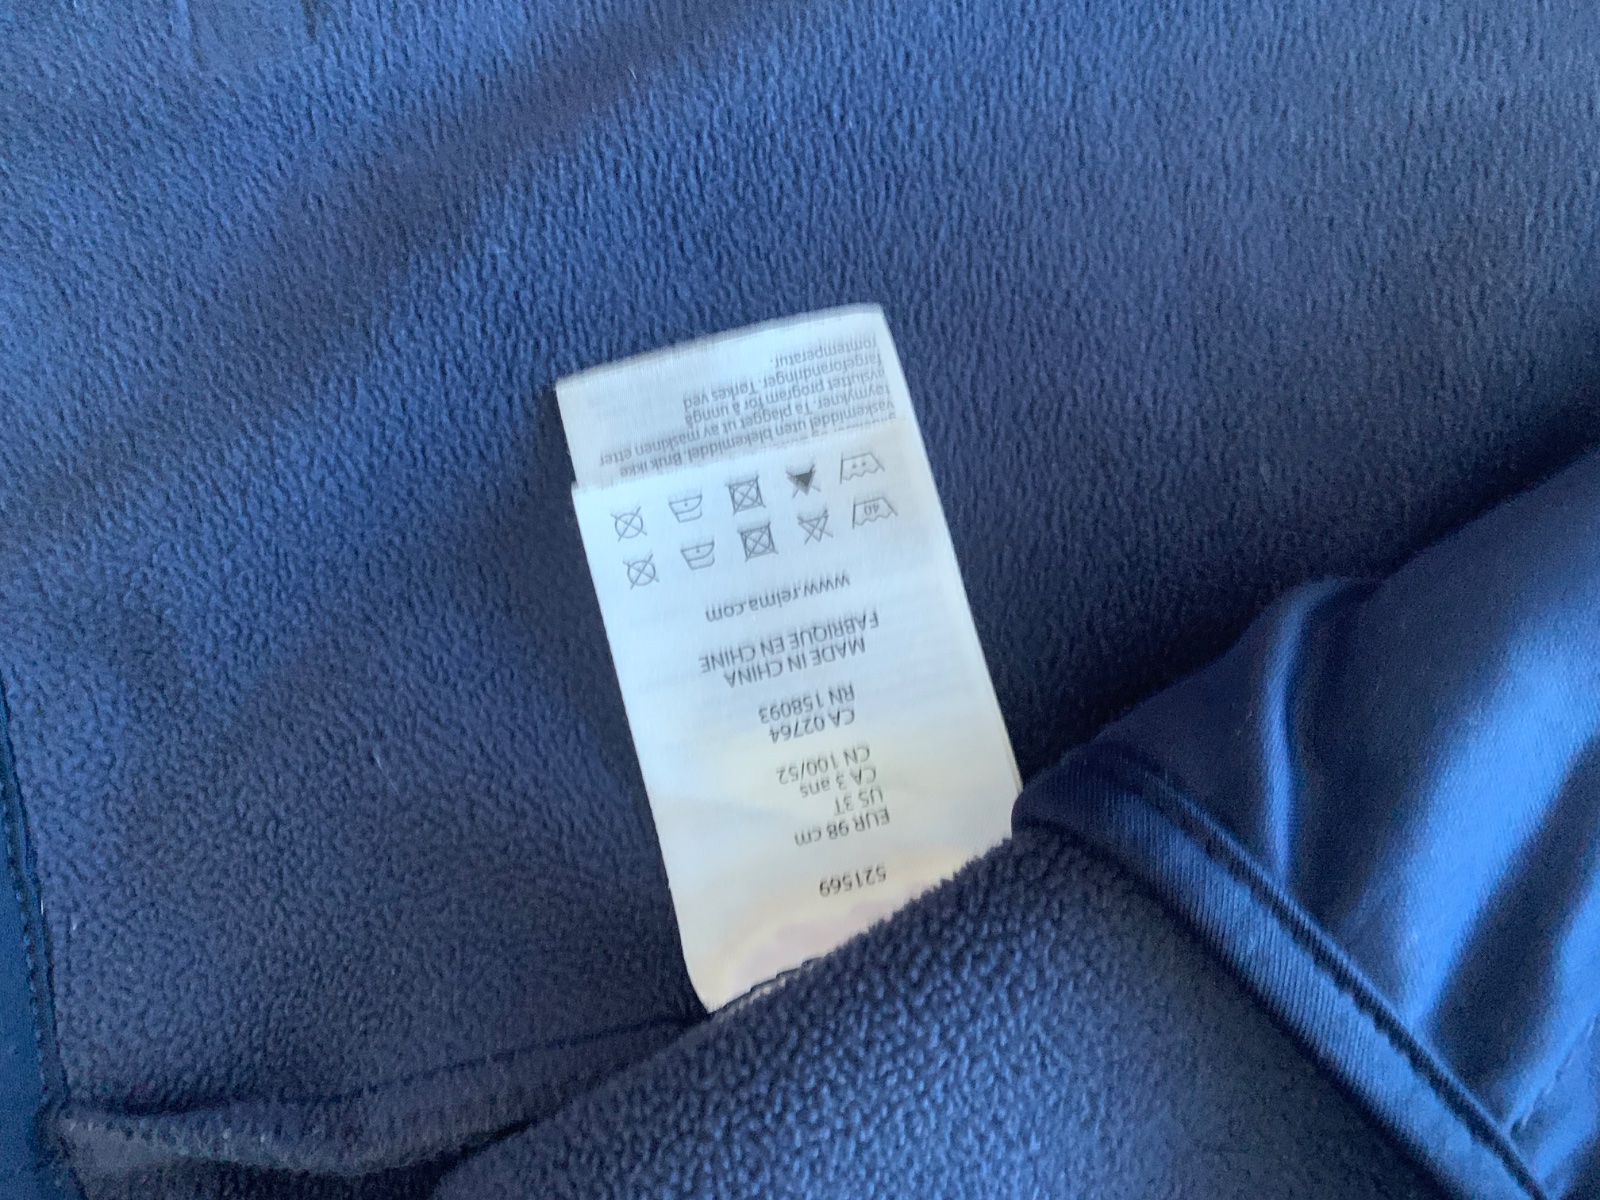 521569
EUR 98 cm
US 3T
CA 3 ans
CN 100/52
CA 02764
RN 158093
MADE IN CHINA
FABRIQUE EN CHINE
www.reima.com
40
vaskemiddel uten blekemiddel. Bruk ikke
tøymykner. Ta plagget ut av maskinen etter
avsluttet program for å unngå
fargeforandringer. Tørkes ved
romtemperatur.